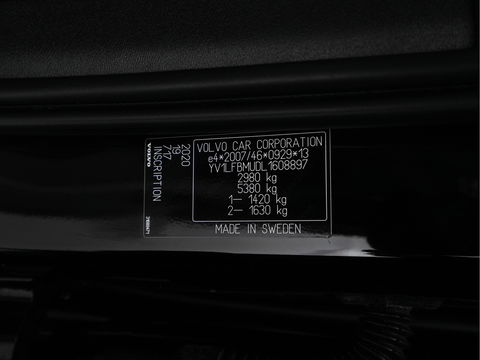 VOLVO CAR CORPORATION
e4*2007/46*0929*13
YV1LFBMUDL1608897
2980 kg
5380 kg
1– 1420 kg
2– 1630 kg
MADE IN SWEDEN
2020
19
717
INSCRIPTION
VOLVO